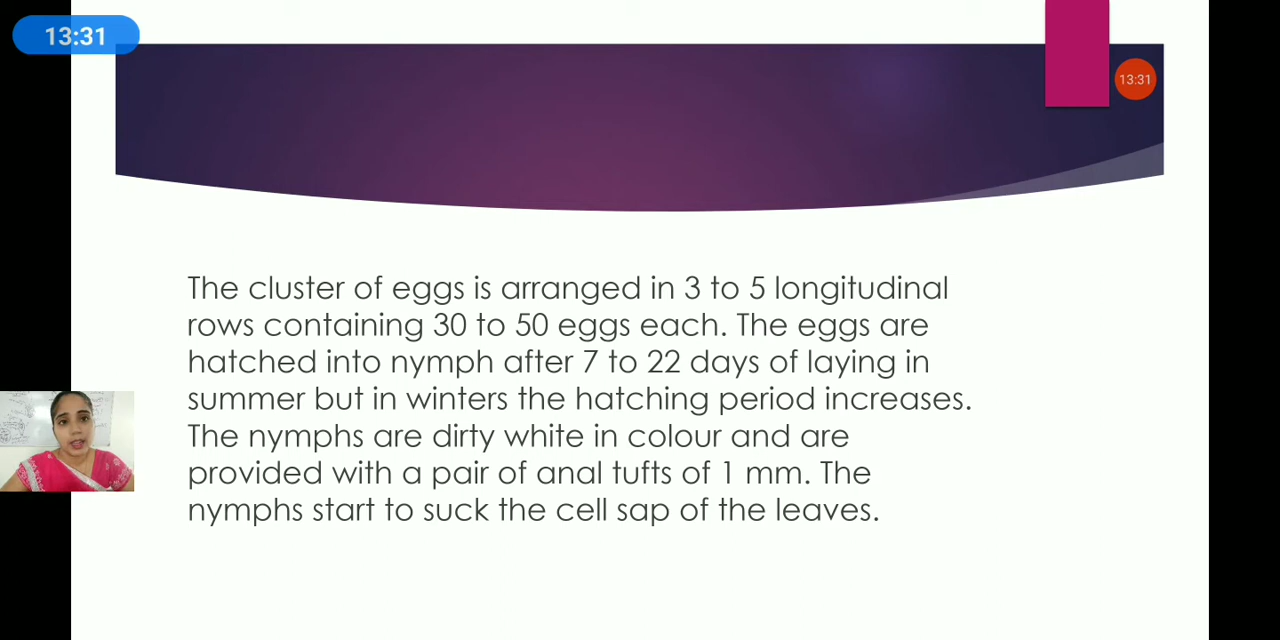 13:31
13:31
The cluster of eggs is arranged in 3 to 5 longitudinal
rows containing 30 to 50 eggs each. The eggs are
hatched into nymph after 7 to 22 days of laying in
summer but in winters the hatching period increases.
The nymphs are dirty white in colour and are
provided with a pair of anal tufts of 1 mm. The
nymphs start to suck the cell sap of the leaves.